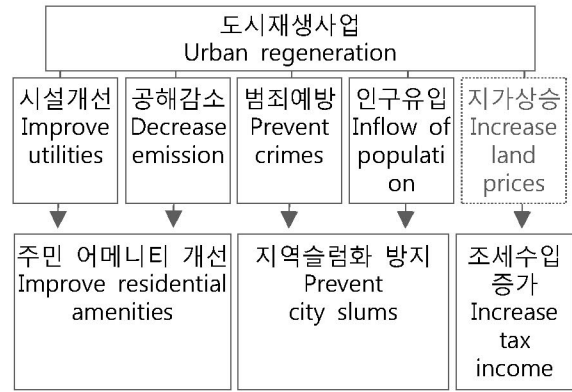 도시재생사업
Urban regeneration
시설개선
Improve
utilities
공해감소
Decrease
emission
범죄예방
Prevent
crimes
인구유입
Inflow of
populati
on
지가상승
Increase
land
prices
주민 어메니티 개선
Improve residential
amenities
지역슬럼화 방지
Prevent
city slums
조세수입
증가
Increase
tax
income